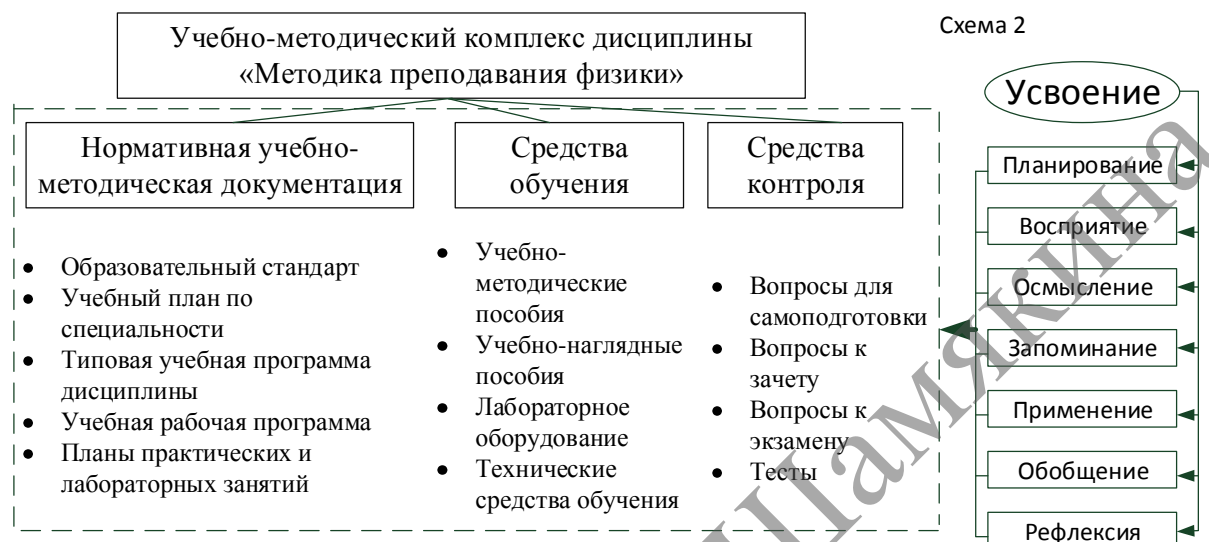 Схема 2
Учебно-методический комплекс дисциплины
«Методика преподавания физики»
Нормативная учебно-
методическая документация
Образовательный стандарт
Учебный план по
специальности
Типовая учебная программа
дисциплины
Учебная рабочая программа
Планы практических и
лабораторных занятий
Средства
обучения
Учебно-
методические
пособия
Учебно-наглядные
пособия
Лабораторное
оборудование
Технические
средства обучения
Средства
контроля
Вопросы для
самоподготовки
Вопросы к
зачету
Вопросы к
экзамену
Тесты
Усвоение
Планирование
Восприятие
Осмысление
Запоминание
Применение
Обобщение
Рефлексия
Шамякина